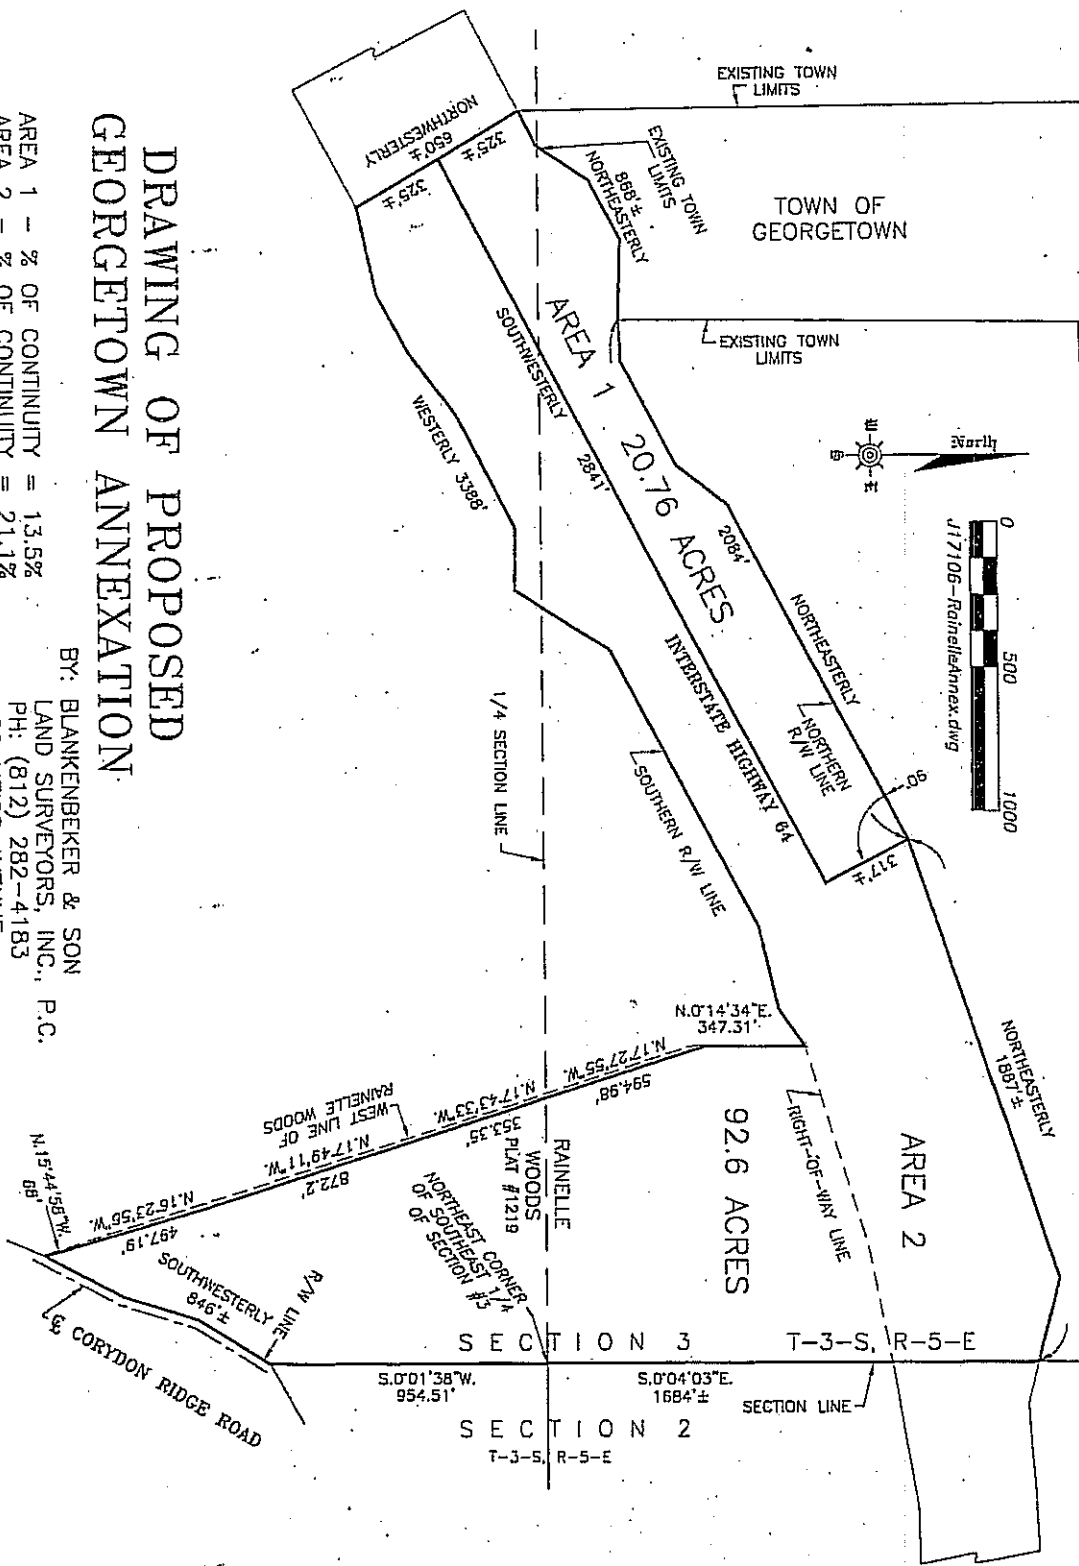 EXISTING TOWN
LIMITS
TOWN OF
GEORGETOWN
EXISTING TOWN
LIMITS
EXISTING TOWN
LIMITS
868'±
NORTHEASTERLY
NORTHWESTERLY
650'±
325'±
325'±
North
0 500 1000
J17106-RainelleAnnex.dwg
AREA 1 20.76 ACRES
SOUTHWESTERLY 2841'
2084'
NORTHEASTERLY
NORTHERN
R/W LINE
INTERSTATE HIGHWAY 64
317'±
WESTERLY 3388'
SOUTHERN R/W LINE
1/4 SECTION LINE
NORTHEASTERLY
1887'±
AREA 2
92.6 ACRES
RIGHT-OF-WAY LINE
N.0°14'34"E.
347.31'
N.17°27'55"W.
594.98'
N.17°43'33"W.
353.35'
N.17°49'11"W.
872.2'
N.16°23'56"W.
497.19'
N.15°44'58"W.
68'
WEST LINE OF
RAINELLE WOODS
RAINELLE
WOODS
PLAT #1219
NORTHEAST CORNER
OF SOUTHEAST 1/4
OF SECTION #3
SOUTHWESTERLY
846'±
R/W LINE
℄ CORYDON RIDGE ROAD
SECTION 3 T-3-S, R-5-E
S.0°01'38"W.
954.51'
S.0°04'03"E.
1684'±
SECTION LINE
SECTION 2
T-3-S, R-5-E
DRAWING OF PROPOSED
GEORGETOWN ANNEXATION
AREA 1 - % OF CONTINUITY = 13.5%
AREA 2 - % OF CONTINUITY = 21.1%
BY: BLANKENBEKER & SON
LAND SURVEYORS, INC., P.C.
PH: (812) 282-4183